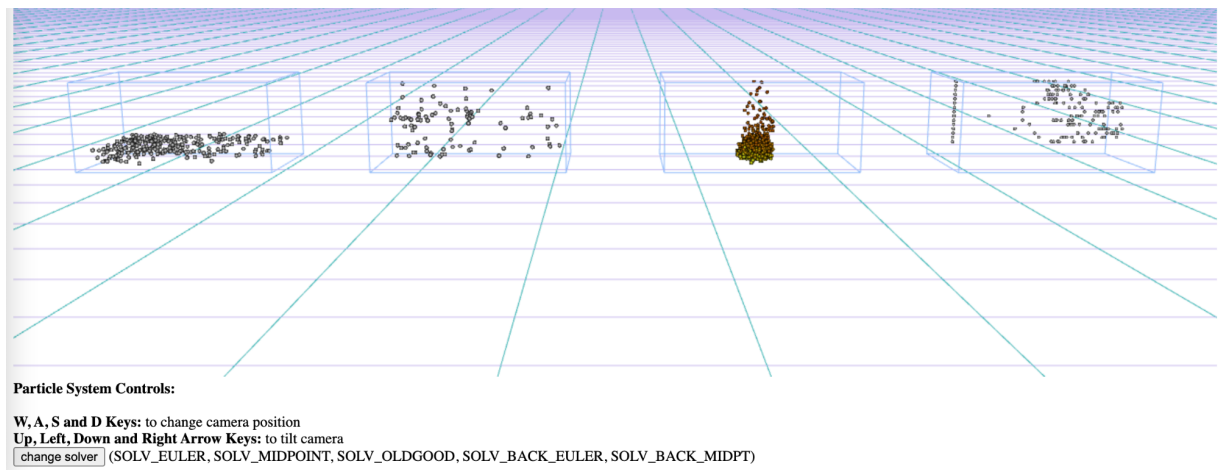 Particle System Controls:
W, A, S and D Keys: to change camera position
Up, Left, Down and Right Arrow Keys: to tilt camera
change solver (SOLV_EULER, SOLV_MIDPOINT, SOLV_OLDGOOD, SOLV_BACK_EULER, SOLV_BACK_MIDPT)